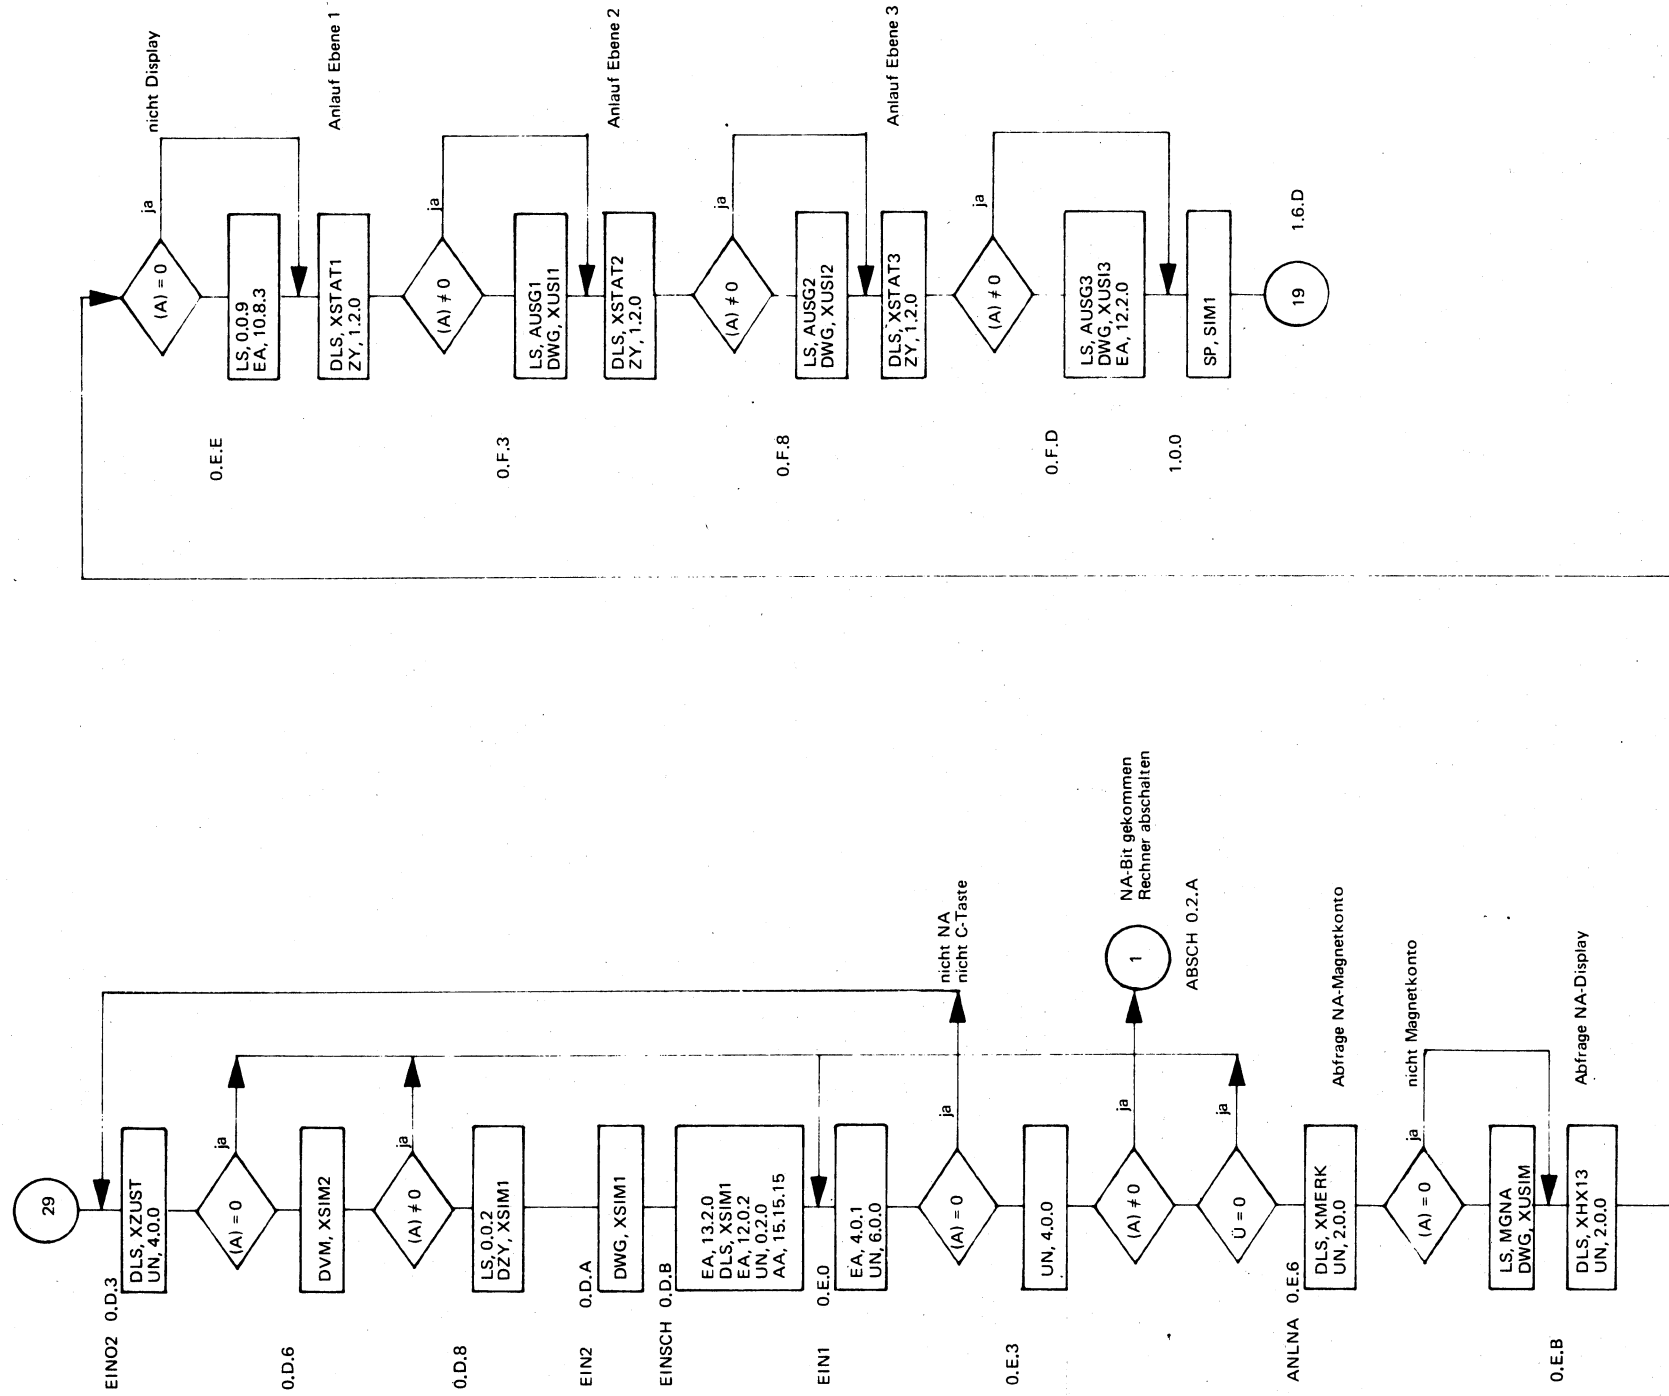 29
EINO2 0.D.3
DLS, XZUST
UN, 4.0.0
(A) = 0
ja
0.D.6
DVM, XSIM2
(A) ≠ 0
ja
0.D.8
LS, 0.0.2
DZY, XSIM1
EIN2 0.D.A
DWG, XSIM1
EINSCH 0.D.B
EA, 13.2.0
DLS, XSIM1
EA, 12.0.2
UN, 0.2.0
AA, 15.15.15
EIN1 0.E.0
EA, 4.0.1
UN, 6.0.0
(A) = 0
ja
nicht NA
nicht C-Taste
0.E.3
UN, 4.0.0
(A) ≠ 0
ja
1
NA-Bit gekommen
Rechner abschalten
ABSCH 0.2.A
Ü = 0
ja
ANLNA 0.E.6
DLS, XMERK
UN, 2.0.0
Abfrage NA-Magnetkonto
(A) = 0
ja
nicht Magnetkonto
0.E.B
LS, MGNA
DWG, XUSIM
DLS, XHX13
UN, 2.0.0
Abfrage NA-Display
(A) = 0
ja
nicht Display
0.E.E
LS, 0.0.9
EA, 10.8.3
DLS, XSTAT1
ZY, 1.2.0
Anlauf Ebene 1
(A) ≠ 0
ja
0.F.3
LS, AUSG1
DWG, XUSI1
DLS, XSTAT2
ZY, 1.2.0
Anlauf Ebene 2
(A) ≠ 0
ja
0.F.8
LS, AUSG2
DWG, XUSI2
DLS, XSTAT3
ZY, 1.2.0
Anlauf Ebene 3
(A) ≠ 0
ja
0.F.D
LS, AUSG3
DWG, XUSI3
EA, 12.2.0
1.0.0
SP, SIM1
19
1.6.D